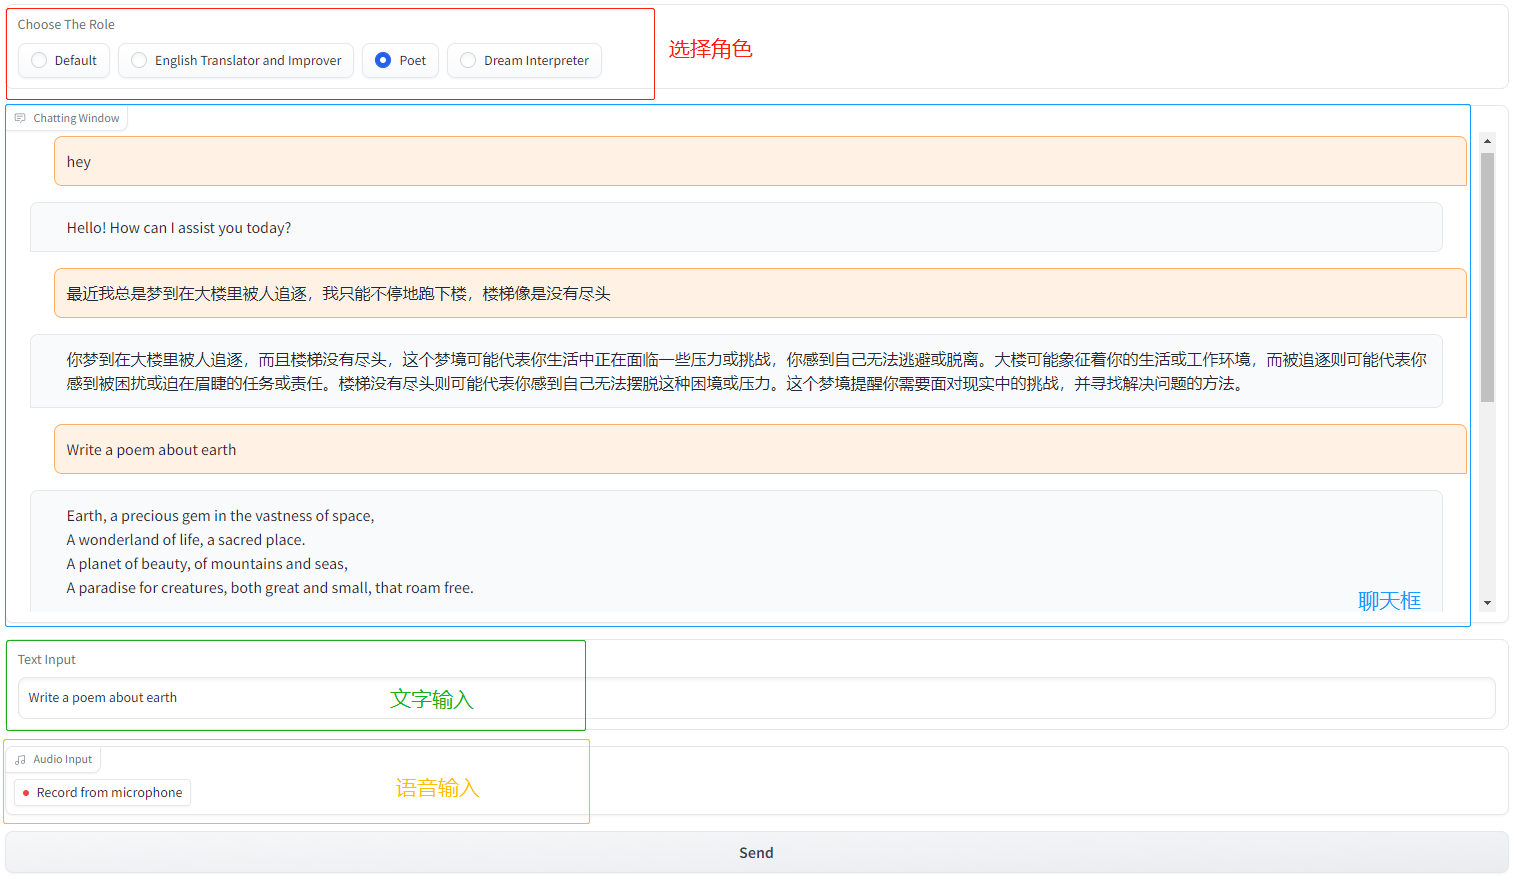 Choose The Role
Default
English Translator and Improver
Poet
Dream Interpreter
选择角色
Chatting Window
hey
Hello! How can I assist you today?
最近我总是梦到在大楼里被人追逐，我只能不停地跑下楼，楼梯像是没有尽头
你梦到在大楼里被人追逐，而且楼梯没有尽头，这个梦境可能代表你生活中正在面临一些压力或挑战，你感到自己无法逃避或脱离。大楼可能象征着你的生活或工作环境，而被追逐则可能代表你
感到被困扰或迫在眉睫的任务或责任。楼梯没有尽头则可能代表你感到自己无法摆脱这种困境或压力。这个梦境提醒你需要面对现实中的挑战，并寻找解决问题的方法。
Write a poem about earth
Earth, a precious gem in the vastness of space,
A wonderland of life, a sacred place.
A planet of beauty, of mountains and seas,
A paradise for creatures, both great and small, that roam free.
聊天框
Text Input
Write a poem about earth
文字输入
Audio Input
Record from microphone
语音输入
Send